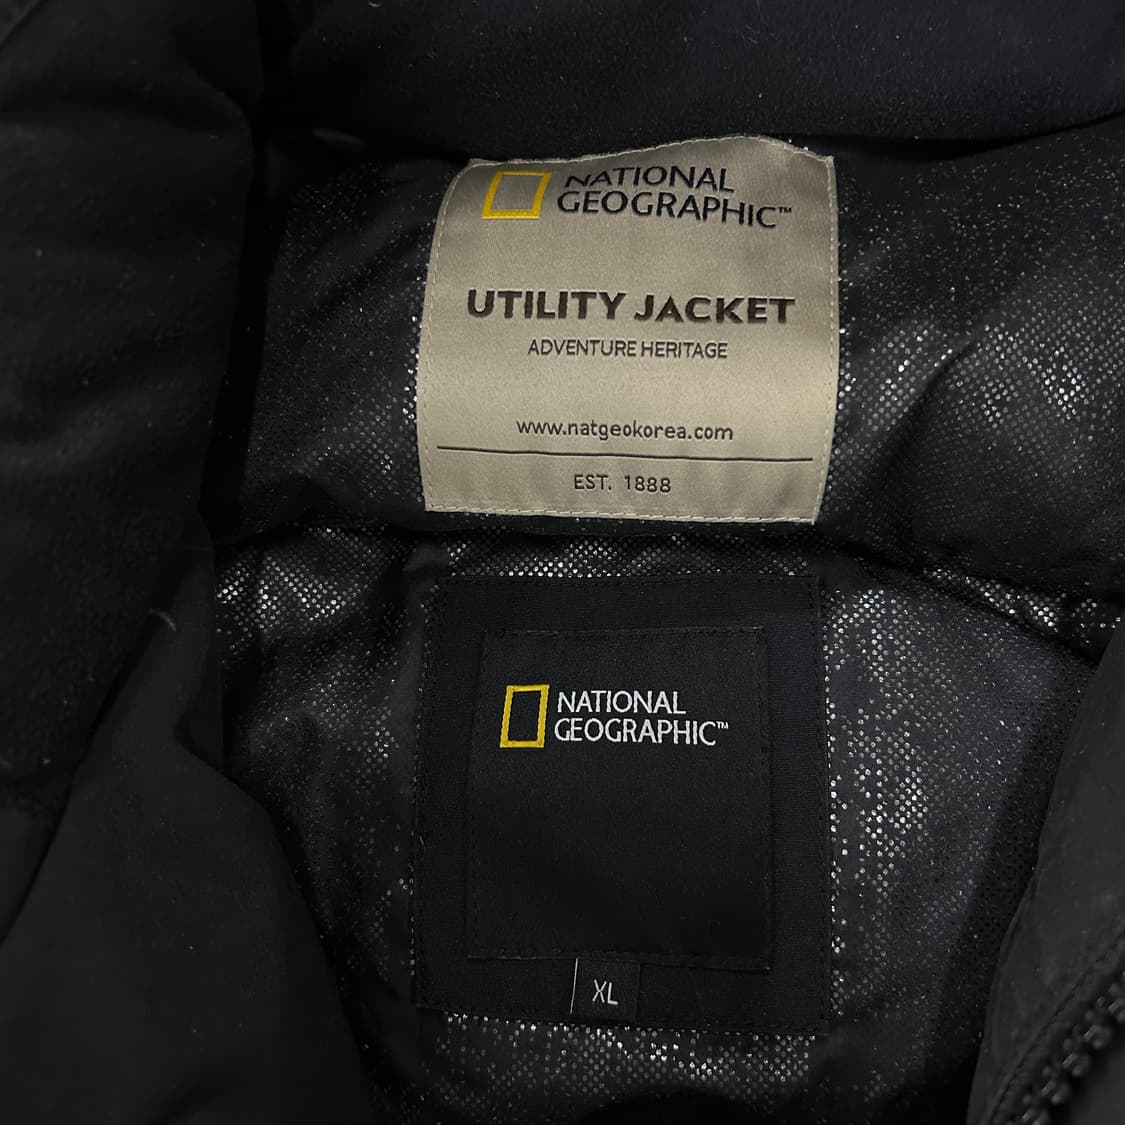 NATIONAL
GEOGRAPHIC™
UTILITY JACKET
ADVENTURE HERITAGE
www.natgeokorea.com
EST. 1888
NATIONAL
GEOGRAPHIC™
XL